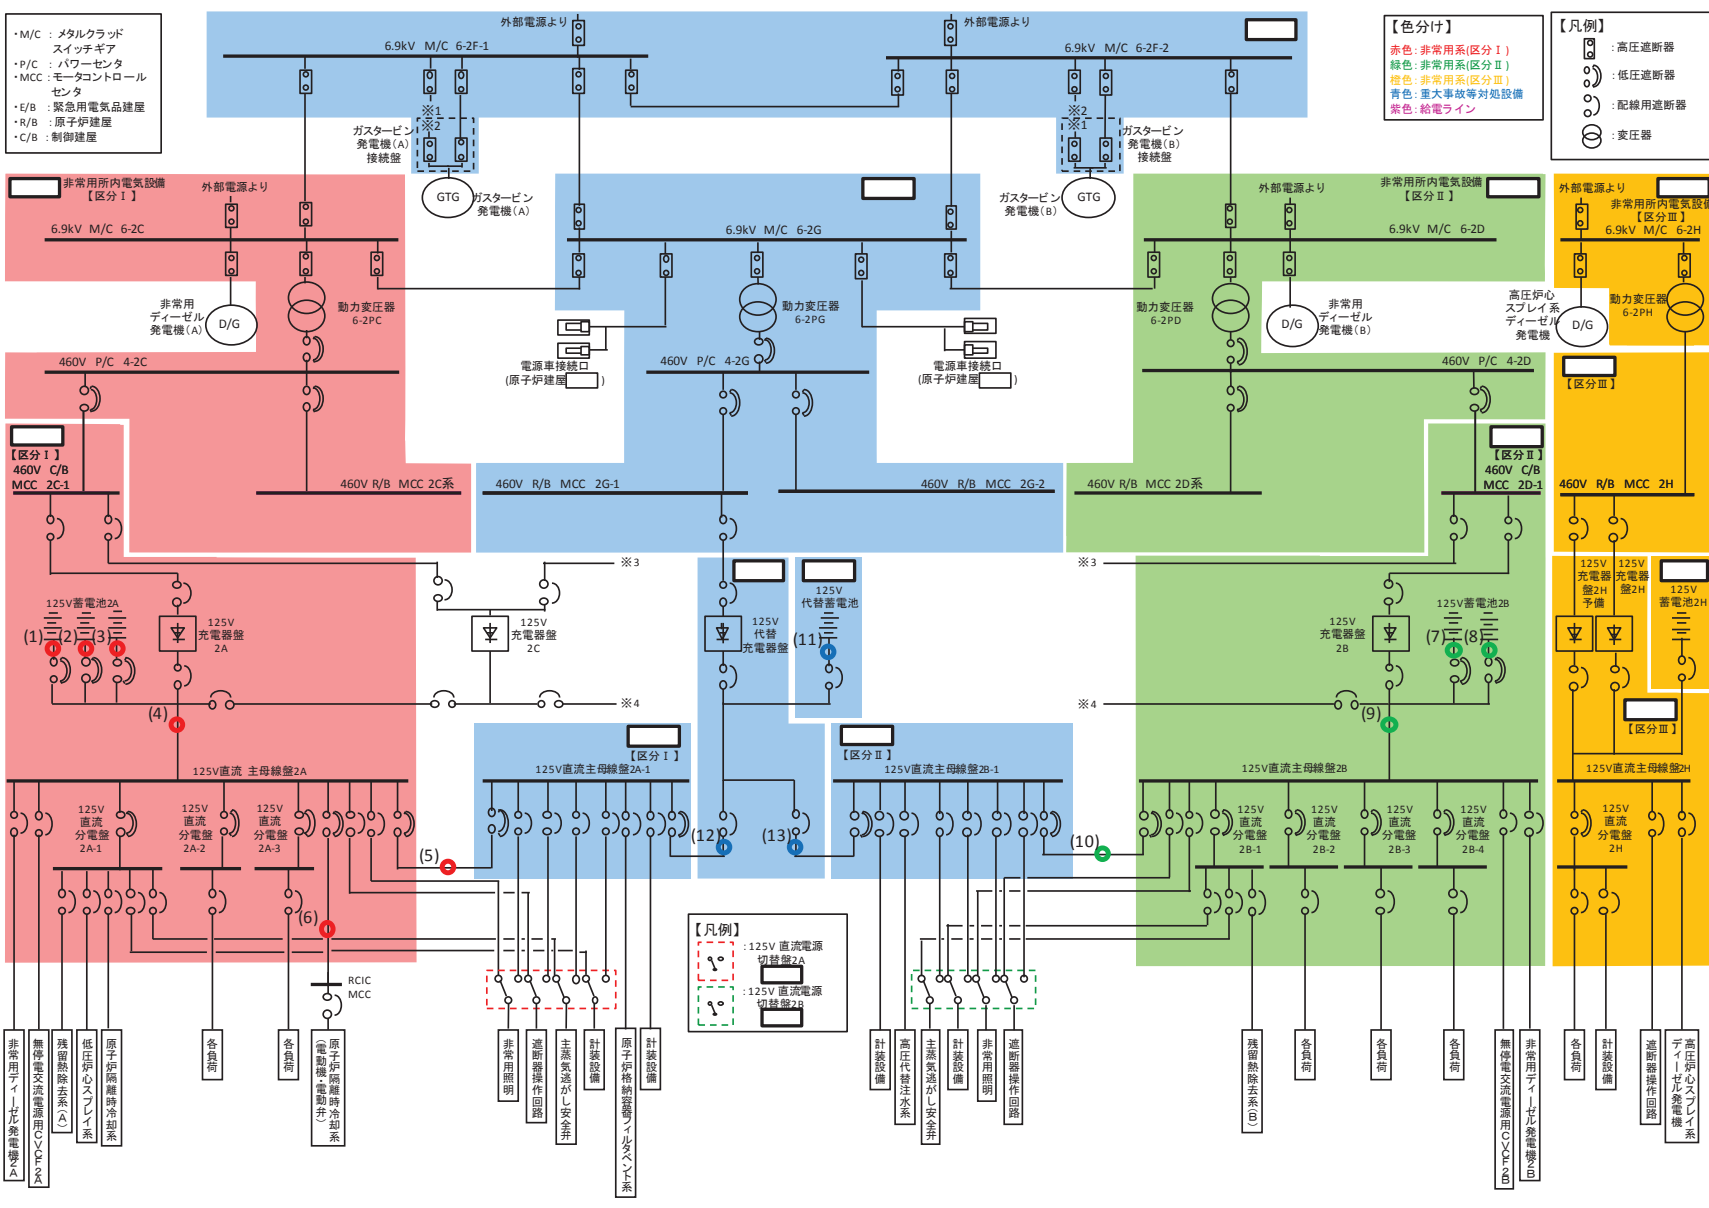 ・M/C : メタルクラッド
スイッチギア
・P/C : パワーセンタ
・MCC : モータコントロール
センタ
・E/B : 緊急用電気品建屋
・R/B : 原子炉建屋
・C/B : 制御建屋
外部電源より
外部電源より
6.9kV M/C 6-2F-1
6.9kV M/C 6-2F-2
【色分け】
赤色：非常用系(区分Ⅰ)
緑色：非常用系(区分Ⅱ)
橙色：非常用系(区分Ⅲ)
青色：重大事故等対処設備
紫色：給電ライン
【凡例】
：高圧遮断器
：低圧遮断器
：配線用遮断器
：変圧器
※1
※2
ガスタービン
発電機(A)
接続盤
GTG
ガスタービン
発電機(A)
※2
※1
ガスタービン
発電機(B)
接続盤
ガスタービン
発電機(B)
GTG
非常用所内電気設備
【区分Ⅰ】
外部電源より
6.9kV M/C 6-2C
6.9kV M/C 6-2G
外部電源より
非常用所内電気設備
【区分Ⅱ】
6.9kV M/C 6-2D
外部電源より
非常用所内電気設備
【区分Ⅲ】
6.9kV M/C 6-2H
非常用
ディーゼル
発電機(A)
D/G
動力変圧器
6-2PC
動力変圧器
6-2PG
動力変圧器
6-2PD
D/G
非常用
ディーゼル
発電機(B)
高圧炉心
スプレイ系
ディーゼル
発電機
D/G
動力変圧器
6-2PH
電源車接続口
(原子炉建屋 )
電源車接続口
(原子炉建屋 )
460V P/C 4-2C
460V P/C 4-2G
460V P/C 4-2D
【区分Ⅲ】
【区分Ⅰ】
460V C/B
MCC 2C-1
460V R/B MCC 2C系
460V R/B MCC 2G-1
460V R/B MCC 2G-2
460V R/B MCC 2D系
【区分Ⅱ】
460V C/B
MCC 2D-1
460V R/B MCC 2H
※3
※3
125V蓄電池2A
(1)
(2)
(3)
125V
充電器盤
2A
125V
充電器盤
2C
125V
代替
充電器盤
125V
代替蓄電池
(11)
125V
充電器盤
2B
125V蓄電池2B
(7)
(8)
125V
充電器
盤2H
予備
125V
充電器
盤2H
125V
蓄電池2H
(4)
※4
※4
(9)
【区分Ⅰ】
【区分Ⅱ】
【区分Ⅲ】
125V直流 主母線盤2A
125V直流主母線盤2A-1
125V直流主母線盤2B-1
125V直流主母線盤2B
125V直流主母線盤2H
125V
直流
分電盤
2A-1
125V
直流
分電盤
2A-2
125V
直流
分電盤
2A-3
(5)
(6)
(12)
(13)
(10)
125V
直流
分電盤
2B-1
125V
直流
分電盤
2B-2
125V
直流
分電盤
2B-3
125V
直流
分電盤
2B-4
125V
直流
分電盤
2H
RCIC
MCC
【凡例】
：125V 直流電源
切替盤2A
：125V 直流電源
切替盤2B
非常用ディーゼル発電機2A
無停電交流電源用CVCF2A
残留熱除去系(A)
低圧炉心スプレイ系
原子炉隔離時冷却系
各負荷
各負荷
原子炉隔離時冷却系
(電動機・電動弁)
非常用照明
遮断器操作回路
主蒸気逃がし安全弁
計装設備
原子炉格納容器フィルタベント系
計装設備
計装設備
高圧代替注水系
主蒸気逃がし安全弁
計装設備
非常用照明
遮断器操作回路
残留熱除去系(B)
各負荷
各負荷
各負荷
無停電交流電源用CVCF2B
非常用ディーゼル発電機2B
各負荷
計装設備
遮断器操作回路
高圧炉心スプレイ系
ディーゼル発電機